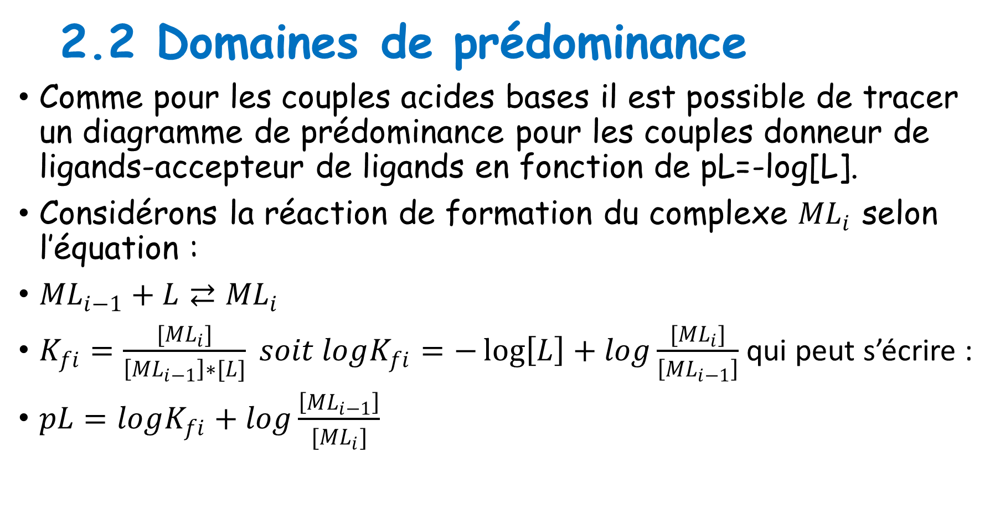 2.2 Domaines de prédominance
• Comme pour les couples acides bases il est possible de tracer
un diagramme de prédominance pour les couples donneur de
ligands-accepteur de ligands en fonction de pL=-log[L].
• Considérons la réaction de formation du complexe $ML_i$ selon
l’équation :
• $ML_{i-1} + L \rightleftarrows ML_i$
• $K_{fi} = \frac{[ML_i]}{[ML_{i-1}]*[L]}$ soit $logK_{fi} = -\log[L] + log\frac{[ML_i]}{[ML_{i-1}]}$ qui peut s’écrire :
• $pL = logK_{fi} + log\frac{[ML_{i-1}]}{[ML_i]}$